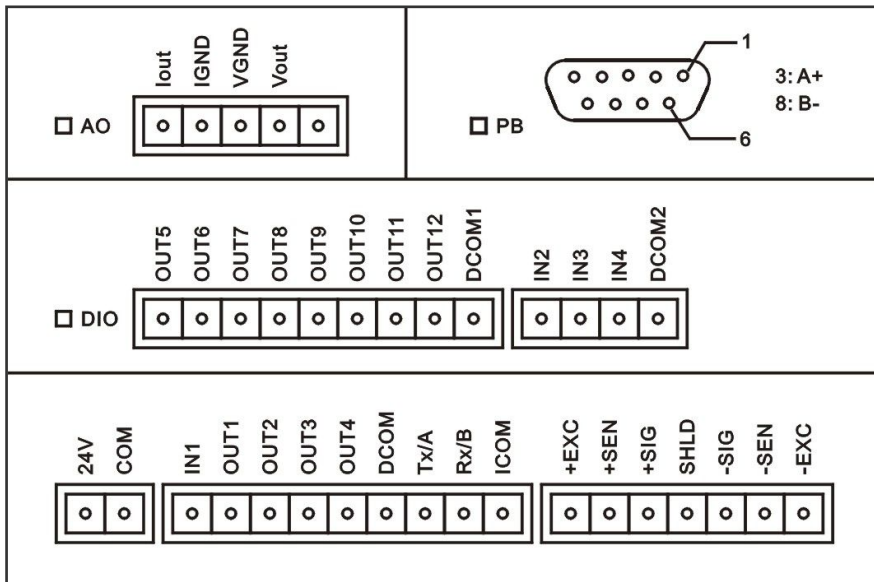 Iout IGND VGND Vout
AO
1
3: A+
8: B-
PB
6
OUT5 OUT6 OUT7 OUT8 OUT9 OUT10 OUT11 OUT12 DCOM1 IN2 IN3 IN4 DCOM2
DIO
24V COM IN1 OUT1 OUT2 OUT3 OUT4 DCOM Tx/A Rx/B ICOM +EXC +SEN +SIG SHLD -SIG -SEN -EXC